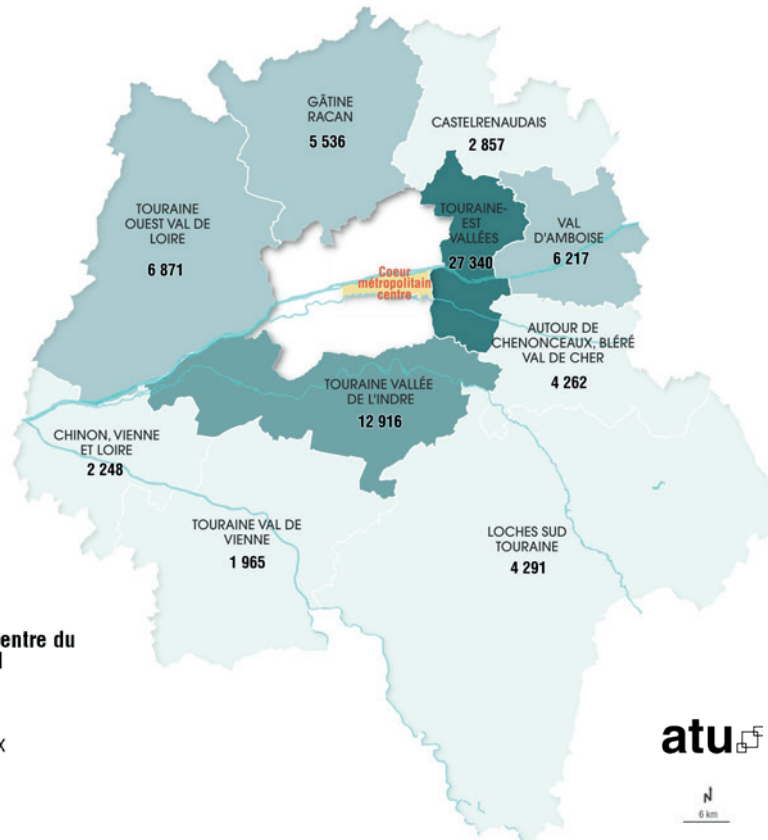 GÂTINE
RACAN
5 536
CASTELRENAUDAIS
2 857
TOURAINE
OUEST VAL DE
LOIRE
6 871
TOURAINE-
EST
VALLÉES
27 340
VAL
D'AMBOISE
6 217
Coeur
métropolitain
centre
AUTOUR DE
CHENONCEAUX, BLÉRÉ
VAL DE CHER
4 262
TOURAINE VALLÉE
DE L'INDRE
12 916
CHINON, VIENNE
ET LOIRE
2 248
TOURAINE VAL DE
VIENNE
1 965
LOCHES SUD
TOURAINE
4 291
entre du
atu
N
6 km